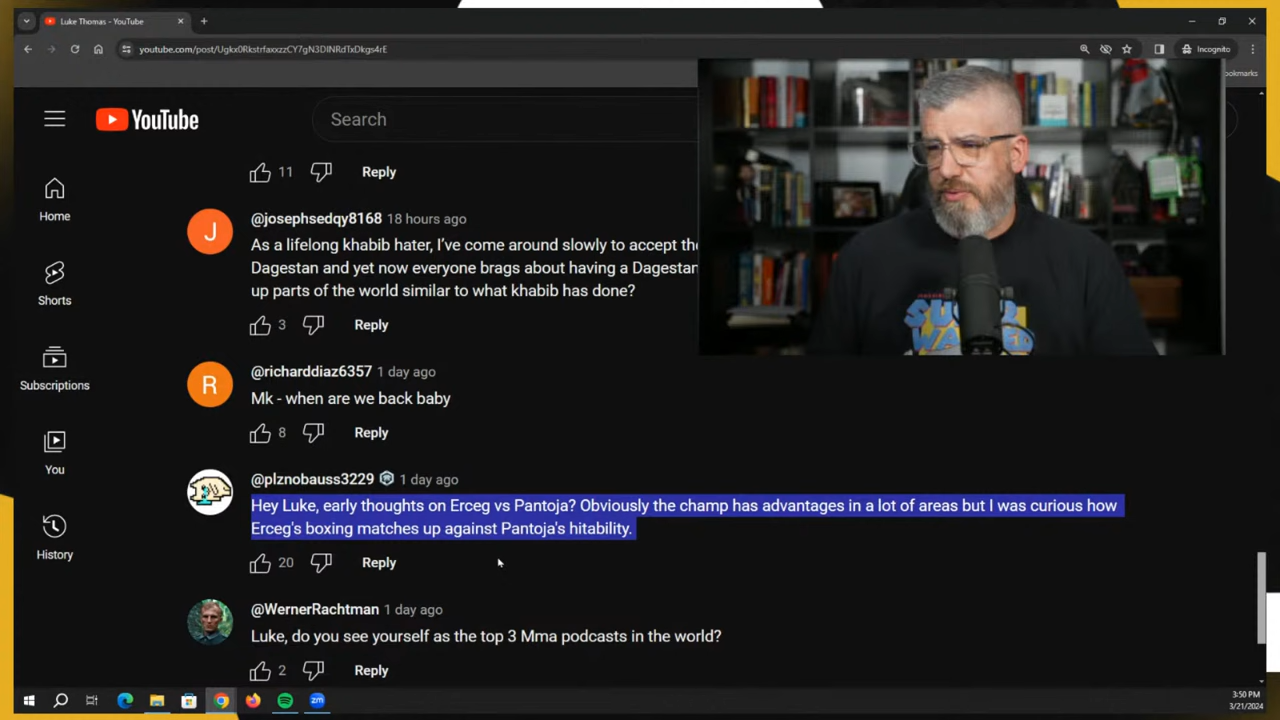 Luke Thomas - YouTube
youtube.com/post/Ugkx0RkstrfaxxzzCY7gN3DINRdTxDkgs4rE
Incognito
ookmarks
YouTube
Search
11
Reply
Home
J
@josephsedqy8168 18 hours ago
As a lifelong khabib hater, I've come around slowly to accept the
Dagestan and yet now everyone brags about having a Dagestan
up parts of the world similar to what khabib has done?
Shorts
3
Reply
Subscriptions
R
@richarddiaz6357 1 day ago
Mk - when are we back baby
8
Reply
You
@plznobauss3229 1 day ago
Hey Luke, early thoughts on Erceg vs Pantoja? Obviously the champ has advantages in a lot of areas but I was curious how
Erceg's boxing matches up against Pantoja's hitability.
History
20
Reply
@WernerRachtman 1 day ago
Luke, do you see yourself as the top 3 Mma podcasts in the world?
2
Reply
zm
3:50 PM
3/21/2024